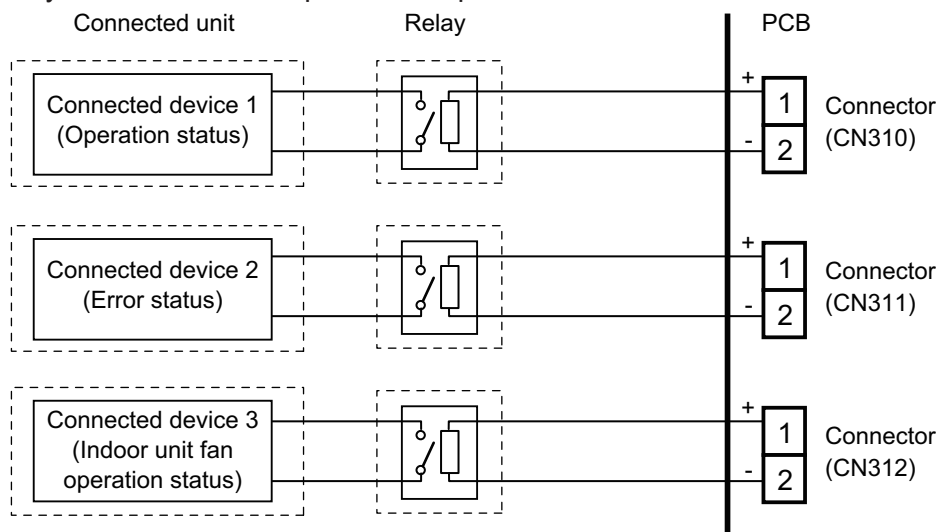 Connected unit Relay PCB
Connected device 1
(Operation status)
+
1
-
2
Connector
(CN310)
Connected device 2
(Error status)
+
1
-
2
Connector
(CN311)
Connected device 3
(Indoor unit fan
operation status)
+
1
-
2
Connector
(CN312)